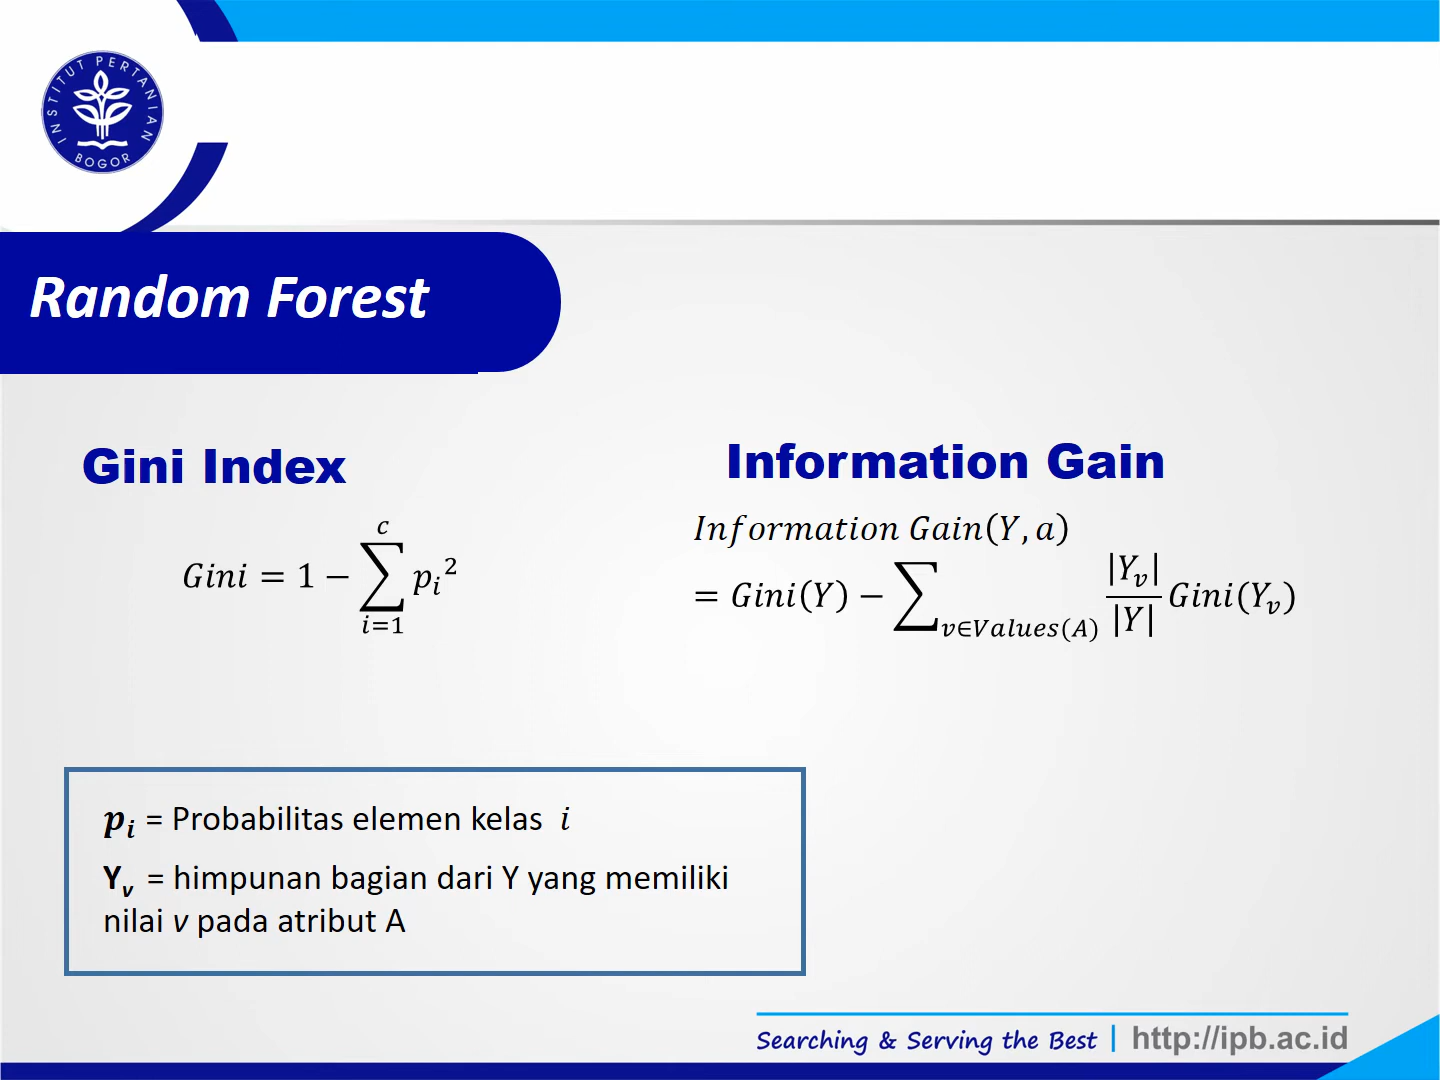 INSTITUT PERTANIAN
BOGOR
Random Forest
Gini Index
Gini = 1 − ∑_{i=1}^{c} p_i²
Information Gain
Information Gain(Y, a)
= Gini(Y) − ∑_{v∈Values(A)} |Y_v|/|Y| Gini(Y_v)
p_i = Probabilitas elemen kelas i
Y_v = himpunan bagian dari Y yang memiliki
nilai v pada atribut A
Searching & Serving the Best | http://ipb.ac.id